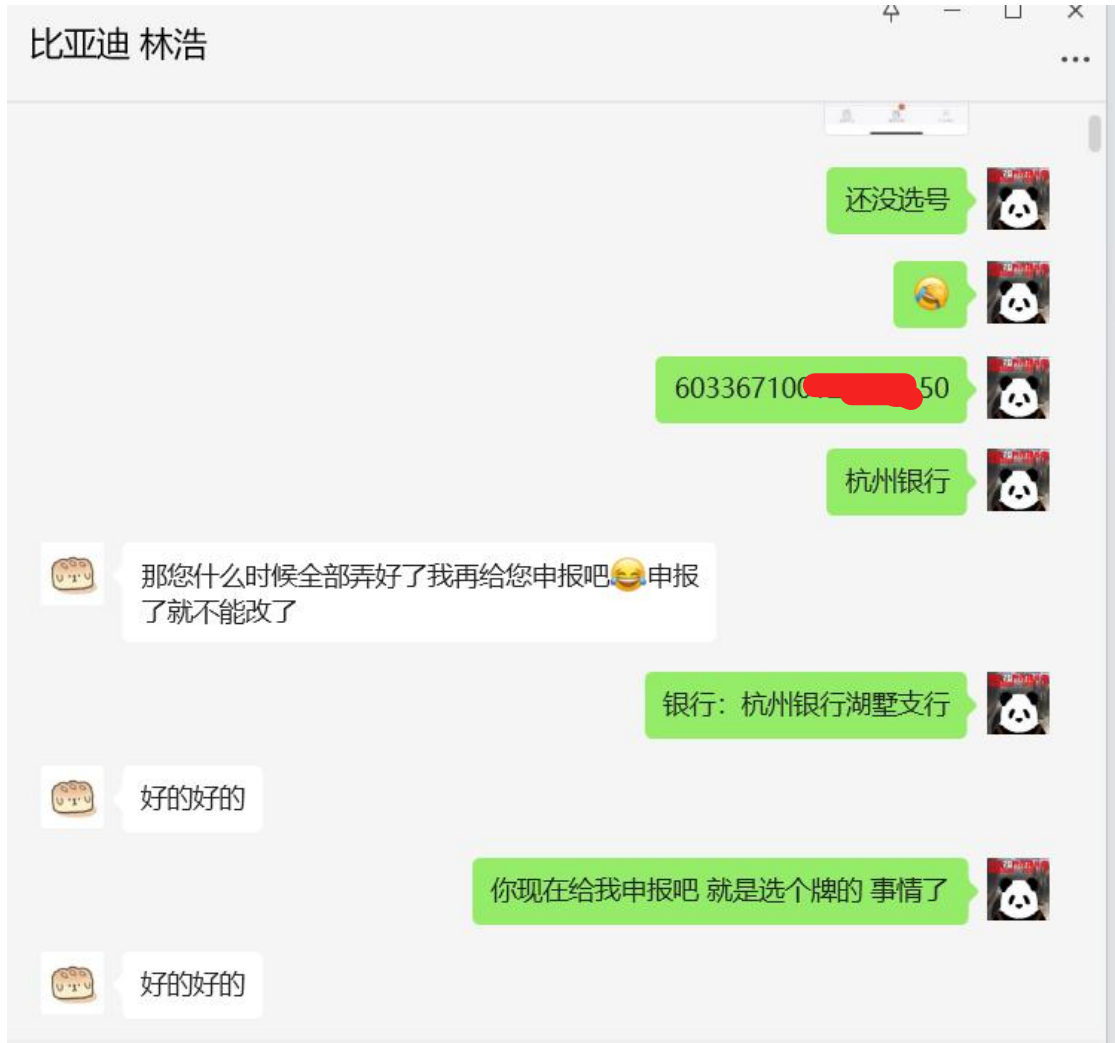 比亚迪 林浩
还没选号
603367100
50
杭州银行
那您什么时候全部弄好了我再给您申报吧😂申报
了就不能改了
银行：杭州银行湖墅支行
好的好的
你现在给我申报吧 就是选个牌的 事情了
好的好的